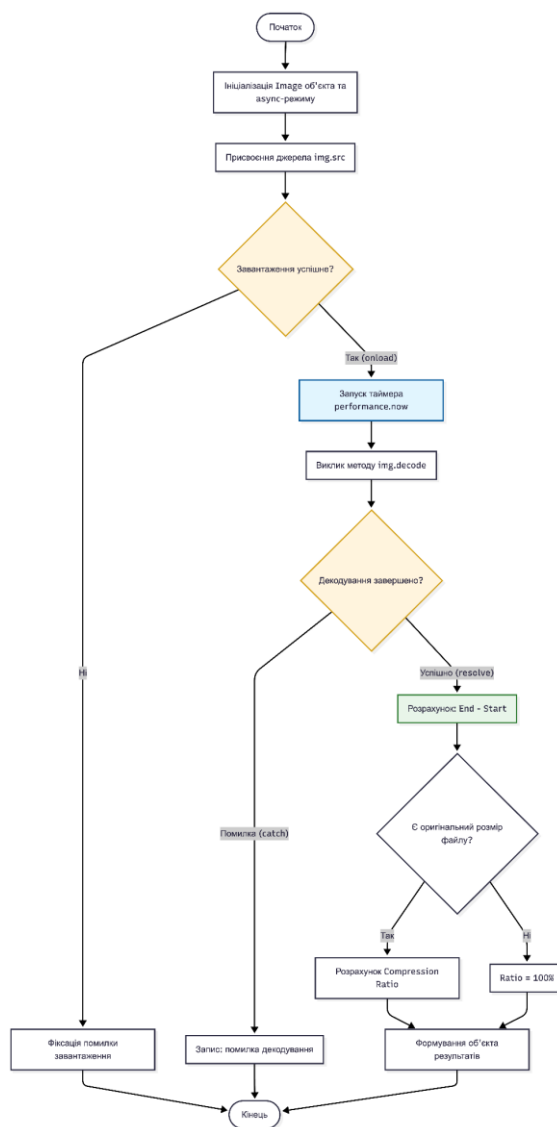 Початок
Ініціалізація Image об'єкта та
async-режиму
Присвоєння джерела img.src
Завантаження успішне?
Так (onload)
Запуск таймера
performance.now
Виклик методу img.decode
Декодування завершено?
Ні
Успішно (resolve)
Розрахунок: End - Start
Помилка (catch)
Є оригінальний розмір
файлу?
Так
Ні
Розрахунок Compression
Ratio
Ratio = 100%
Фіксація помилки
завантаження
Запис: помилка декодування
Формування об'єкта
результатів
Кінець